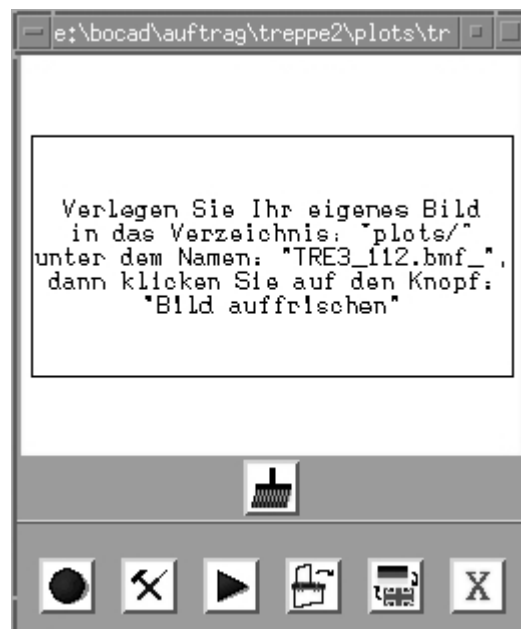 e:\bocad\auftrag\treppe2\plots\tr
Verlegen Sie Ihr eigenes Bild
in das Verzeichnis: "plots/"
unter dem Namen: "TRE3_112.bmf_",
dann klicken Sie auf den Knopf:
"Bild auffrischen"
X